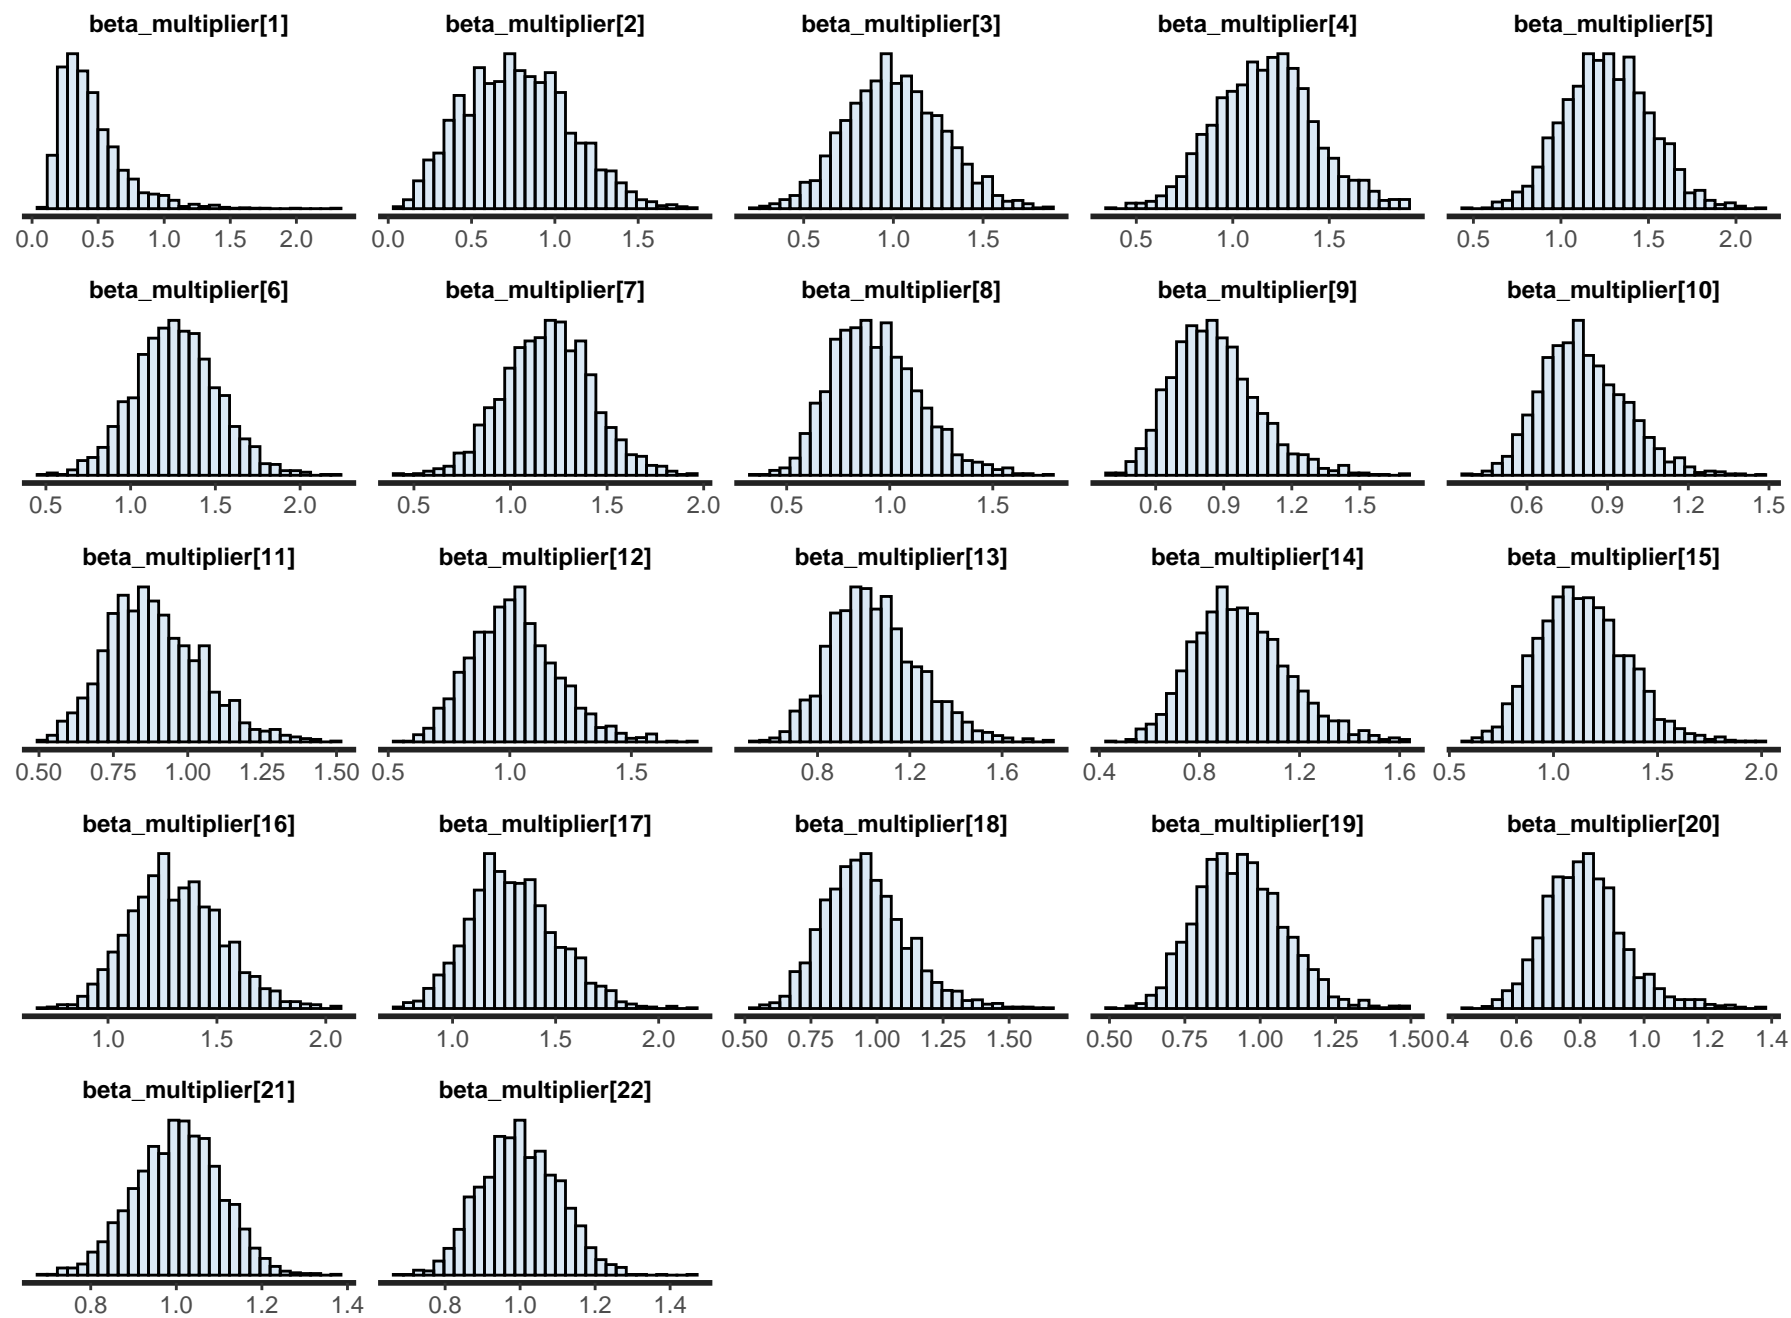 beta_multiplier[1] beta_multiplier[2] beta_multiplier[3] beta_multiplier[4] beta_multiplier[5]
0.0 0.5 1.0 1.5 2.0 0.0 0.5 1.0 1.5 0.5 1.0 1.5 0.5 1.0 1.5 0.5 1.0 1.5 2.0
beta_multiplier[6] beta_multiplier[7] beta_multiplier[8] beta_multiplier[9] beta_multiplier[10]
0.5 1.0 1.5 2.0 0.5 1.0 1.5 2.0 0.5 1.0 1.5 0.6 0.9 1.2 1.5 0.6 0.9 1.2 1.5
beta_multiplier[11] beta_multiplier[12] beta_multiplier[13] beta_multiplier[14] beta_multiplier[15]
0.50 0.75 1.00 1.25 1.50 0.5 1.0 1.5 0.8 1.2 1.6 0.4 0.8 1.2 1.6 0.5 1.0 1.5 2.0
beta_multiplier[16] beta_multiplier[17] beta_multiplier[18] beta_multiplier[19] beta_multiplier[20]
1.0 1.5 2.0 1.0 1.5 2.0 0.50 0.75 1.00 1.25 1.50 0.50 0.75 1.00 1.25 1.50 0.4 0.6 0.8 1.0 1.2 1.4
beta_multiplier[21] beta_multiplier[22]
0.8 1.0 1.2 1.4 0.8 1.0 1.2 1.4